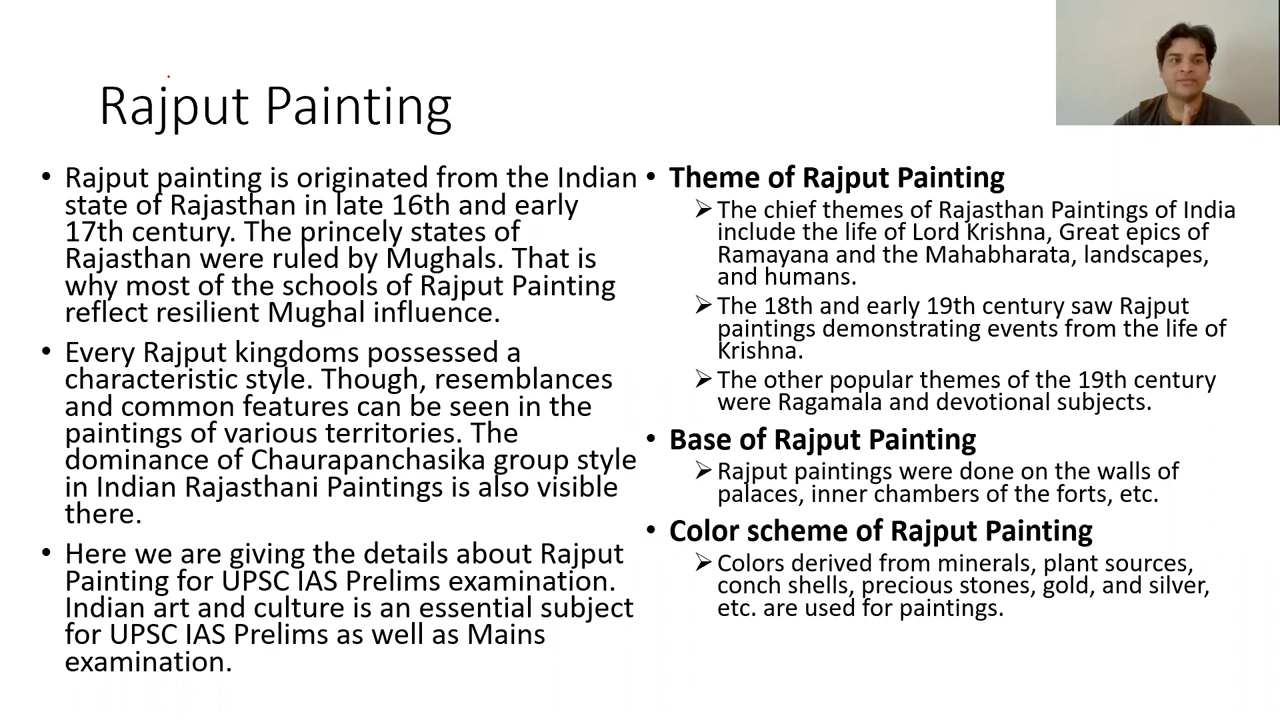 Rajput Painting
• Rajput painting is originated from the Indian
state of Rajasthan in late 16th and early
17th century. The princely states of
Rajasthan were ruled by Mughals. That is
why most of the schools of Rajput Painting
reflect resilient Mughal influence.
• Every Rajput kingdoms possessed a
characteristic style. Though, resemblances
and common features can be seen in the
paintings of various territories. The
dominance of Chaurapanchasika group style
in Indian Rajasthani Paintings is also visible
there.
• Here we are giving the details about Rajput
Painting for UPSC IAS Prelims examination.
Indian art and culture is an essential subject
for UPSC IAS Prelims as well as Mains
examination.
• Theme of Rajput Painting
➢ The chief themes of Rajasthan Paintings of India
include the life of Lord Krishna, Great epics of
Ramayana and the Mahabharata, landscapes,
and humans.
➢ The 18th and early 19th century saw Rajput
paintings demonstrating events from the life of
Krishna.
➢ The other popular themes of the 19th century
were Ragamala and devotional subjects.
• Base of Rajput Painting
➢ Rajput paintings were done on the walls of
palaces, inner chambers of the forts, etc.
• Color scheme of Rajput Painting
➢ Colors derived from minerals, plant sources,
conch shells, precious stones, gold, and silver,
etc. are used for paintings.